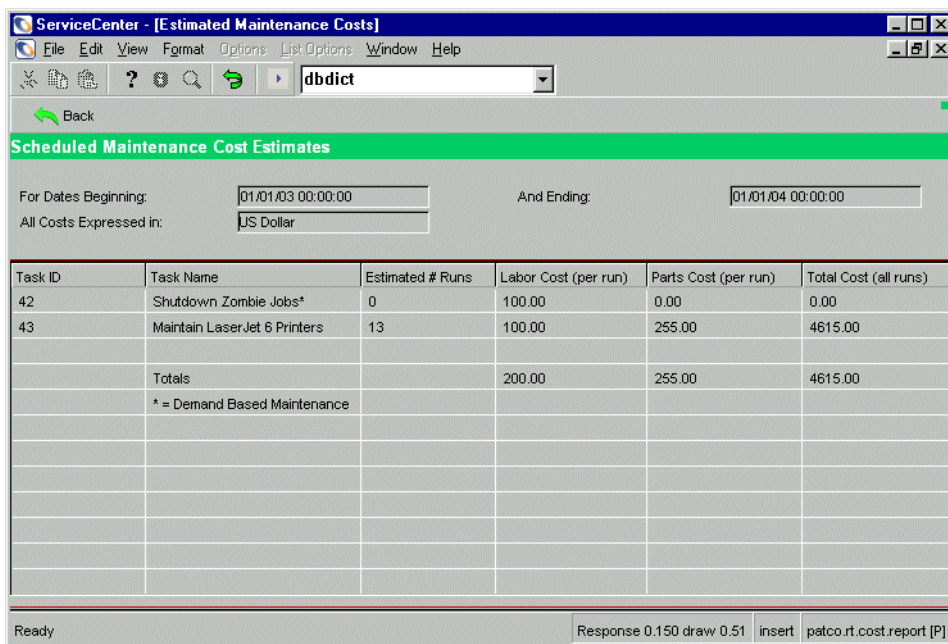 ServiceCenter - [Estimated Maintenance Costs]
File Edit View Format Options List Options Window Help
? dbdict
Back
Scheduled Maintenance Cost Estimates
For Dates Beginning: 01/01/03 00:00:00 And Ending: 01/01/04 00:00:00
All Costs Expressed in: US Dollar
Task ID Task Name Estimated # Runs Labor Cost (per run) Parts Cost (per run) Total Cost (all runs)
42 Shutdown Zombie Jobs* 0 100.00 0.00 0.00
43 Maintain LaserJet 6 Printers 13 100.00 255.00 4615.00
Totals 200.00 255.00 4615.00
* = Demand Based Maintenance
Ready Response 0.150 draw 0.51 insert patco.rt.cost.report [P]